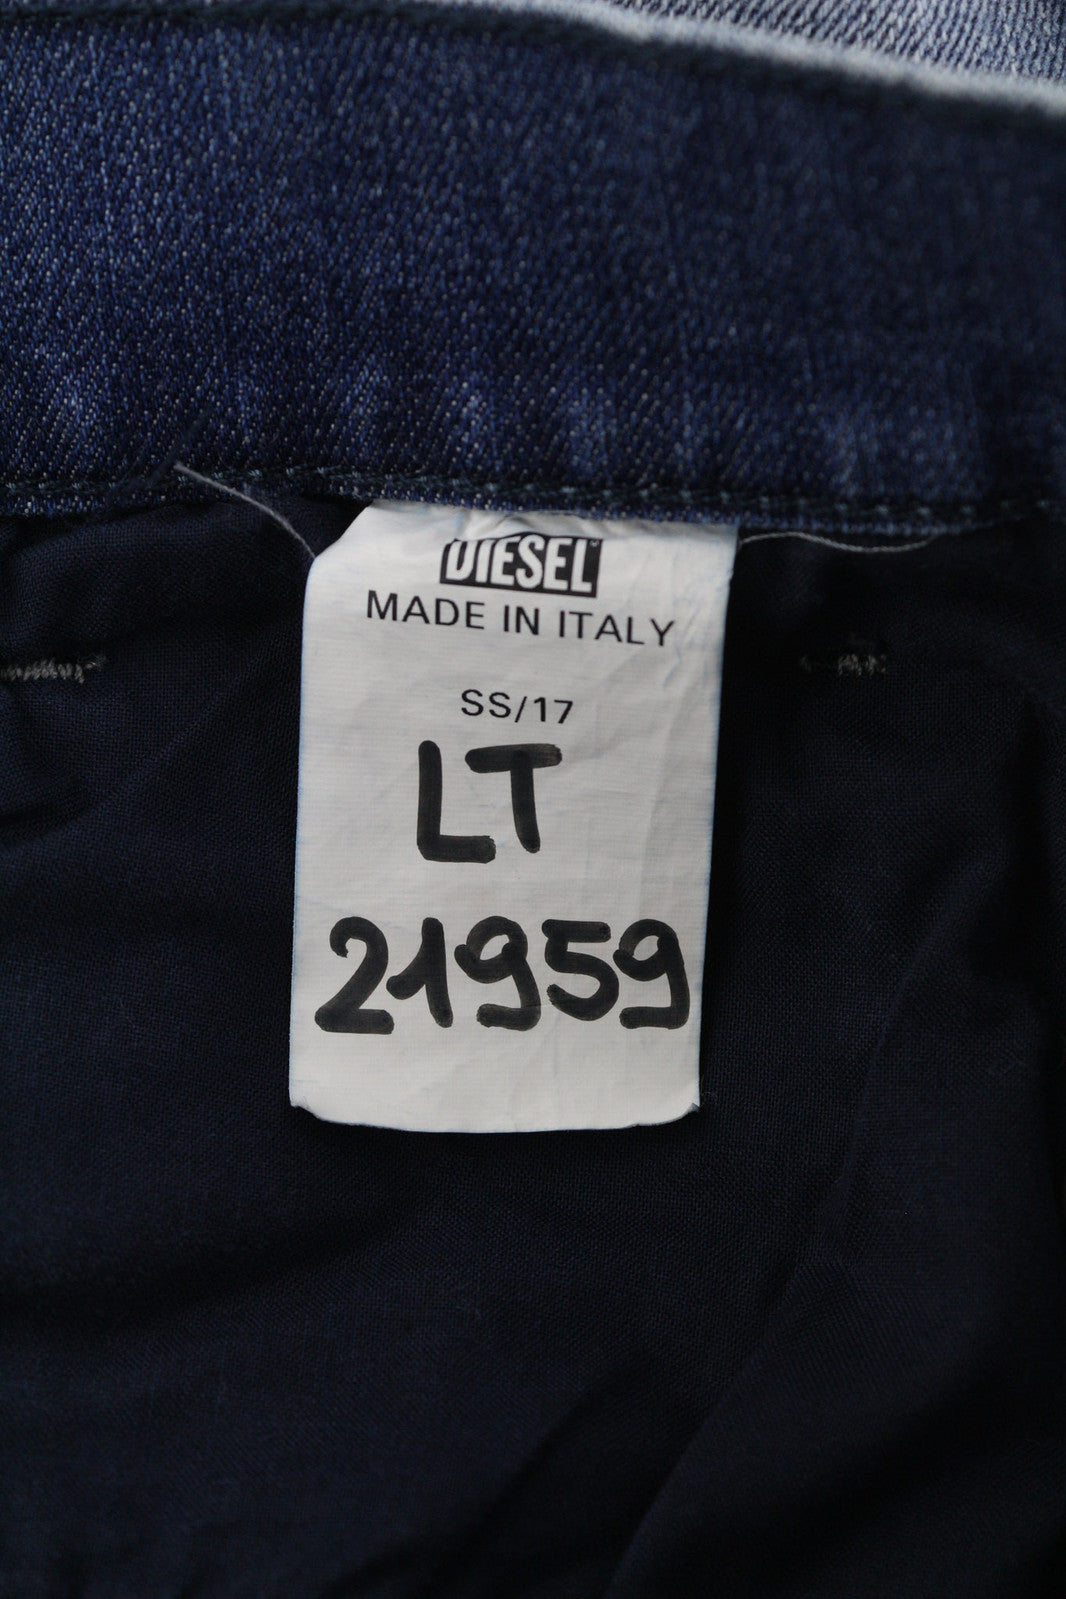 DIESEL
MADE IN ITALY
SS/17
LT
21959